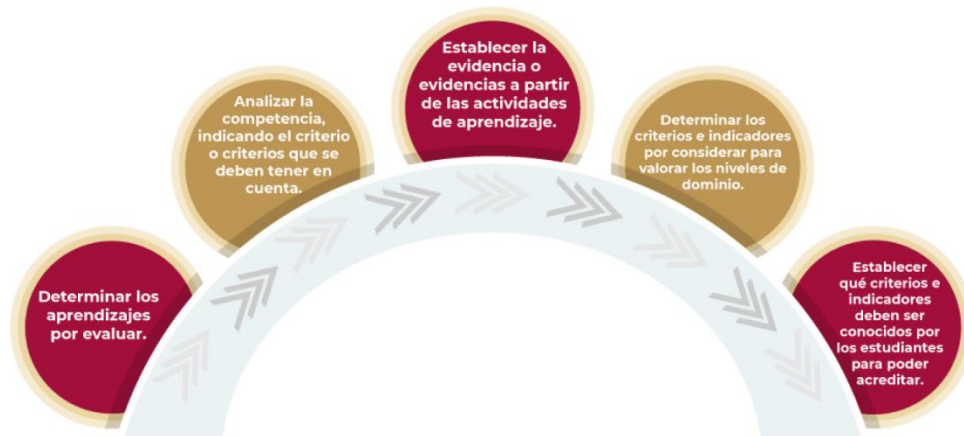 Determinar los
aprendizajes
por evaluar.
Analizar la
competencia,
indicando el criterio
o criterios que se
deben tener en
cuenta.
Establecer la
evidencia o
evidencias a partir
de las actividades
de aprendizaje.
Determinar los
criterios e indicadores
por considerar para
valorar los niveles de
dominio.
Establecer
qué criterios e
indicadores
deben ser
conocidos por
los estudiantes
para poder
acreditar.